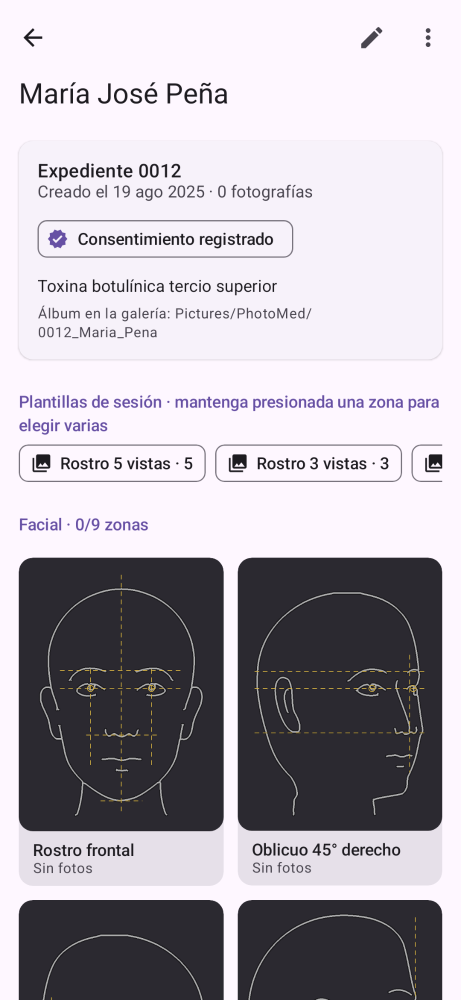 María José Peña
Expediente 0012
Creado el 19 ago 2025 · 0 fotografías
Consentimiento registrado
Toxina botulínica tercio superior
Álbum en la galería: Pictures/PhotoMed/
0012_Maria_Pena
Plantillas de sesión · mantenga presionada una zona para
elegir varias
Rostro 5 vistas · 5
Rostro 3 vistas · 3
Facial · 0/9 zonas
Rostro frontal
Sin fotos
Oblicuo 45° derecho
Sin fotos